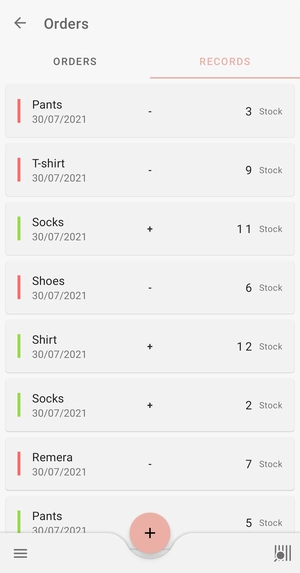 Orders
ORDERS RECORDS
Pants - 3 Stock
30/07/2021
T-shirt - 9 Stock
30/07/2021
Socks + 11 Stock
30/07/2021
Shoes - 6 Stock
30/07/2021
Shirt + 12 Stock
30/07/2021
Socks + 2 Stock
30/07/2021
Remera - 7 Stock
30/07/2021
Pants 5 Stock
30/07/2021
+